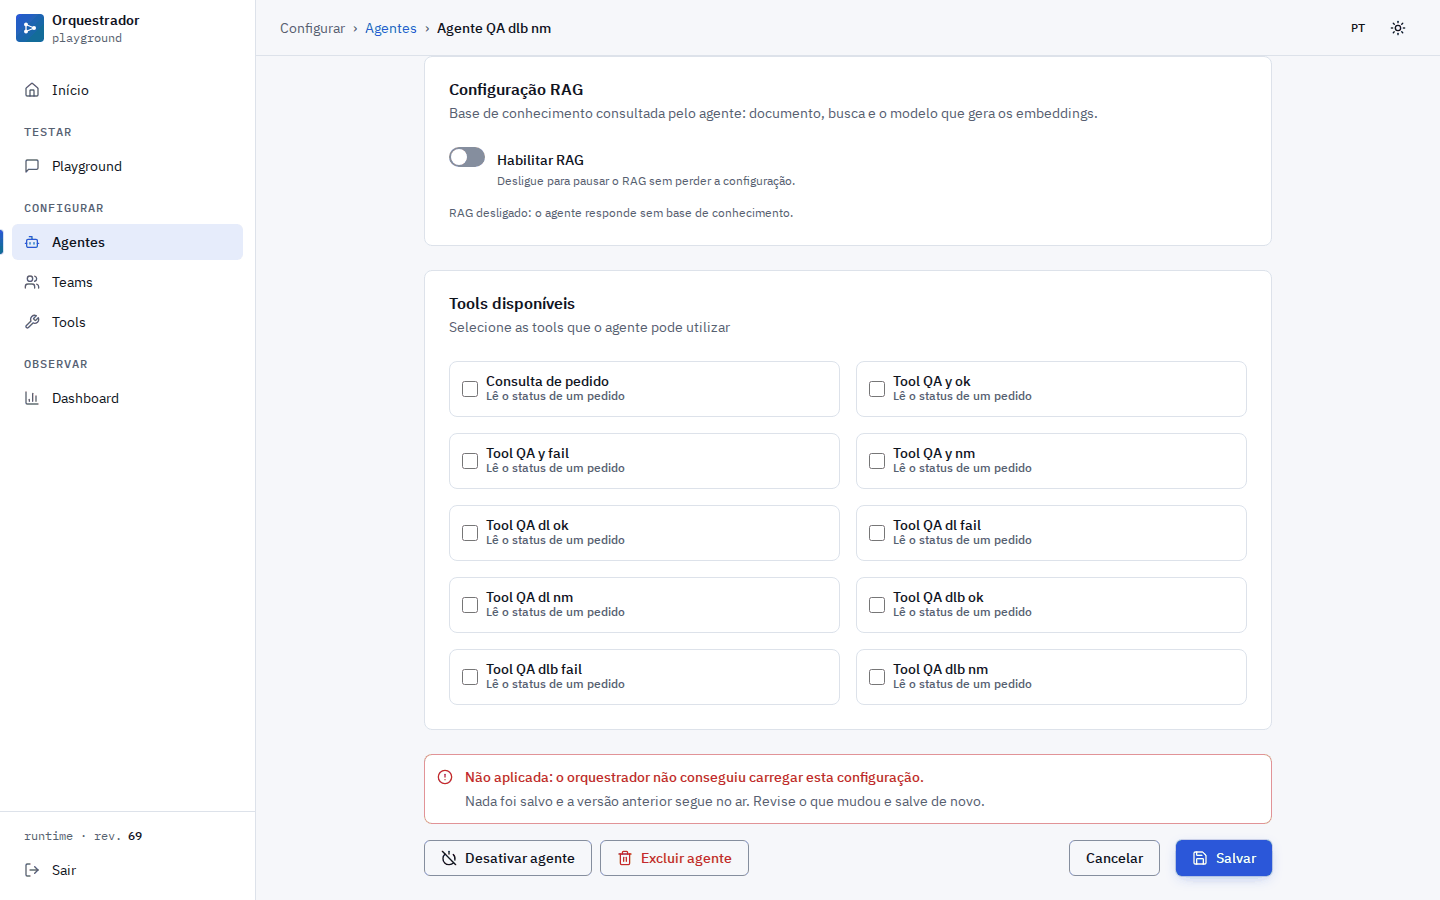 Orquestrador
playground
Início
TESTAR
Playground
CONFIGURAR
Agentes
Teams
Tools
OBSERVAR
Dashboard
runtime · rev. 69
Sair
Configurar › Agentes › Agente QA dlb nm
PT
Configuração RAG
Base de conhecimento consultada pelo agente: documento, busca e o modelo que gera os embeddings.
Habilitar RAG
Desligue para pausar o RAG sem perder a configuração.
RAG desligado: o agente responde sem base de conhecimento.
Tools disponíveis
Selecione as tools que o agente pode utilizar
Consulta de pedido
Lê o status de um pedido
Tool QA y ok
Lê o status de um pedido
Tool QA y fail
Lê o status de um pedido
Tool QA y nm
Lê o status de um pedido
Tool QA dl ok
Lê o status de um pedido
Tool QA dl fail
Lê o status de um pedido
Tool QA dl nm
Lê o status de um pedido
Tool QA dlb ok
Lê o status de um pedido
Tool QA dlb fail
Lê o status de um pedido
Tool QA dlb nm
Lê o status de um pedido
Não aplicada: o orquestrador não conseguiu carregar esta configuração.
Nada foi salvo e a versão anterior segue no ar. Revise o que mudou e salve de novo.
Desativar agente
Excluir agente
Cancelar
Salvar